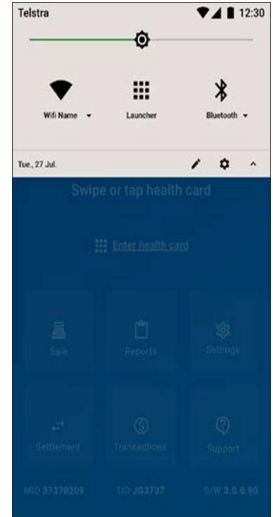 Telstra 12:30
Wifi Name Launcher Bluetooth
Tue., 27 Jul.
Swipe or tap health card
Enter health card
Sale Reports Settings
Settlement Transactions Support
MID 37370209 TID JG3737 S/W 3.0.0.90